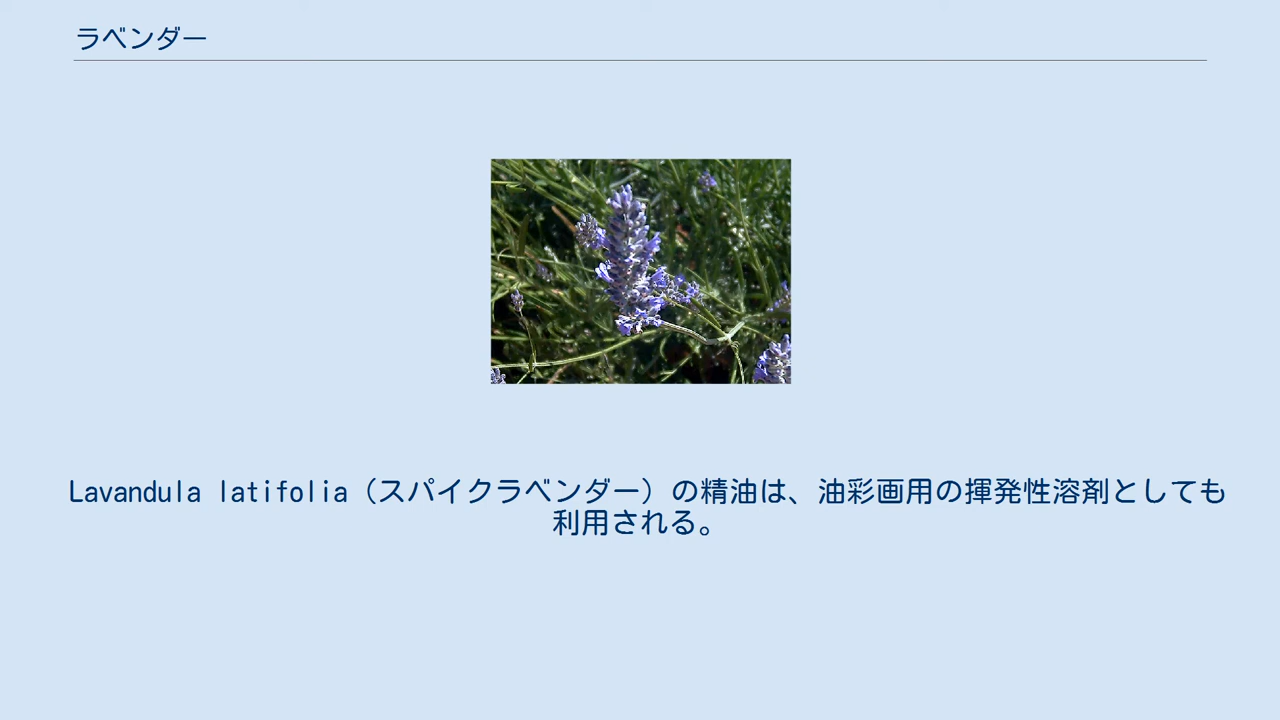 ラベンダー
Lavandula latifolia（スパイクラベンダー）の精油は、油彩画用の揮発性溶剤としても
利用される。